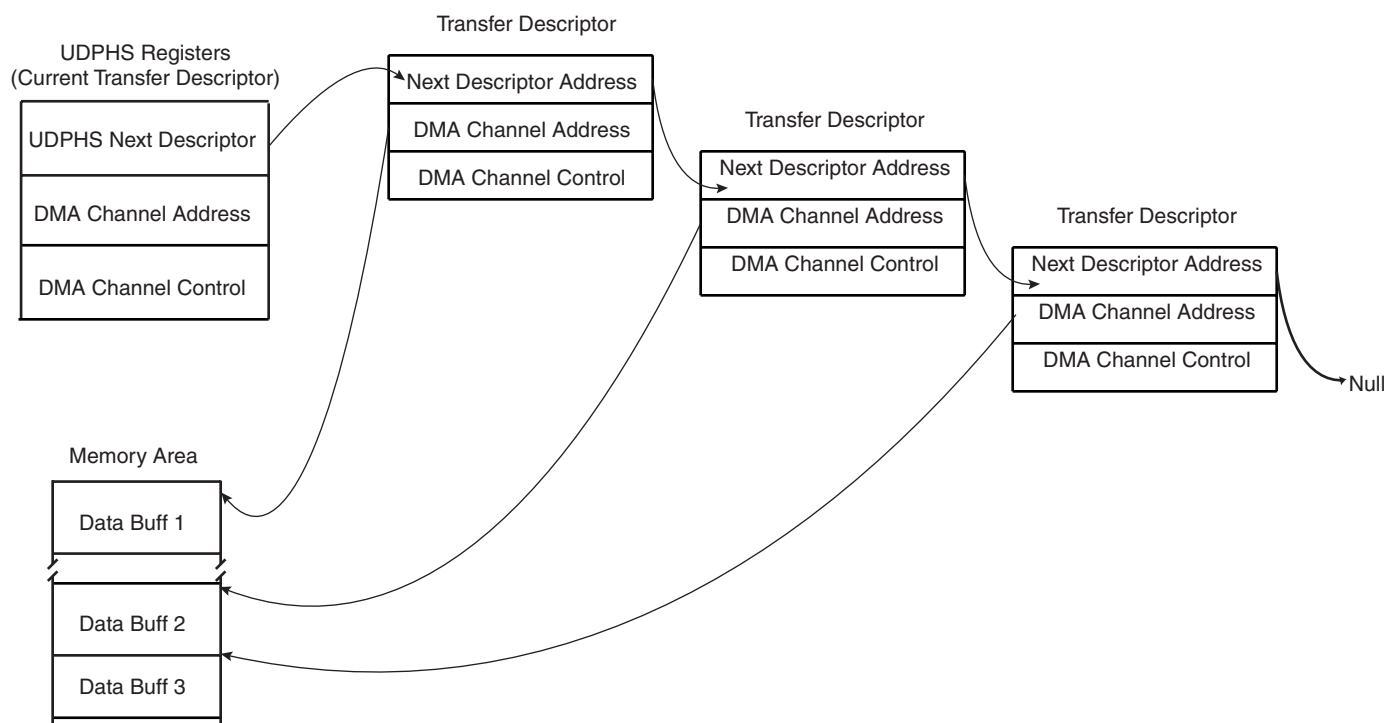 UDPHS Registers
(Current Transfer Descriptor)
UDPHS Next Descriptor
DMA Channel Address
DMA Channel Control
Transfer Descriptor
Next Descriptor Address
DMA Channel Address
DMA Channel Control
Transfer Descriptor
Next Descriptor Address
DMA Channel Address
DMA Channel Control
Transfer Descriptor
Next Descriptor Address
DMA Channel Address
DMA Channel Control
Null
Memory Area
Data Buff 1
Data Buff 2
Data Buff 3